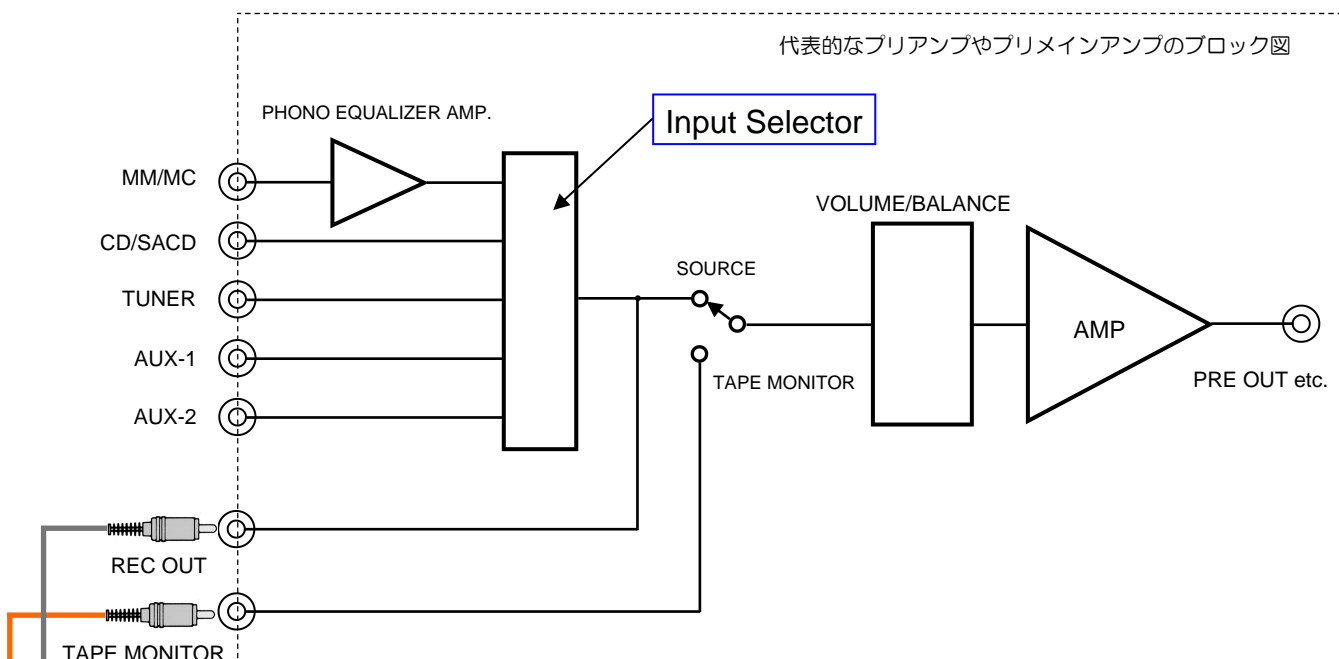 代表的なプリアンプやプリメインアンプのブロック図
PHONO EQUALIZER AMP.
Input Selector
MM/MC
VOLUME/BALANCE
CD/SACD
SOURCE
TUNER
AMP
AUX-1
TAPE MONITOR
PRE OUT etc.
AUX-2
REC OUT
TAPE MONITOR